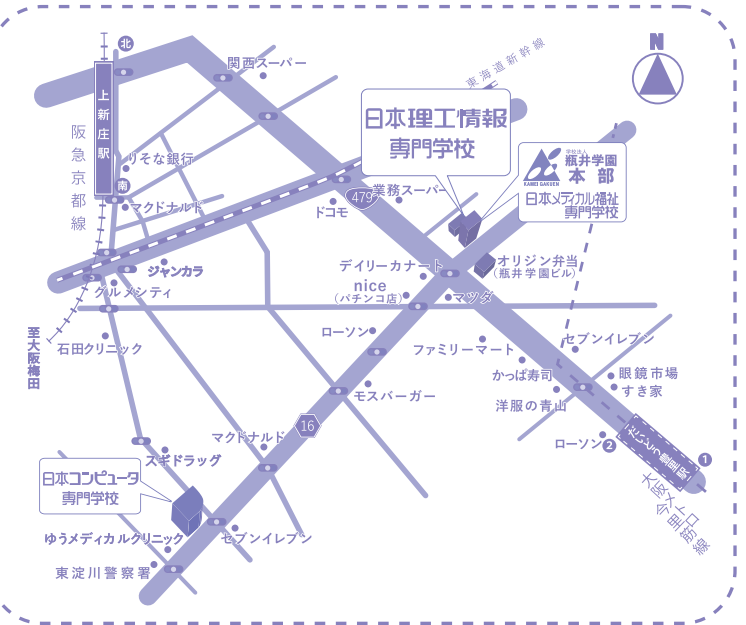 北
N
関西スーパー
東海道新幹線
上新庄駅
阪急京都線
日本理工情報
専門学校
りそな銀行
学校法人
瓶井学園
本部
KAMEI GAKUEN
日本メディカル福祉
専門学校
南
マクドナルド
ドコモ
479
業務スーパー
ジャンカラ
グルメシティ
デイリーカナート
オリジン弁当
(瓶井学園ビル)
nice
(パチンコ店)
マツダ
至大阪梅田
石田クリニック
ローソン
ファミリーマート
セブンイレブン
かっぱ寿司
眼鏡市場
すき家
モスバーガー
洋服の青山
16
マクドナルド
ローソン
2
だいどう豊里駅
1
スギドラッグ
日本コンピュータ
専門学校
大阪メトロ
今里筋線
ゆうメディカルクリニック
セブンイレブン
東淀川警察署